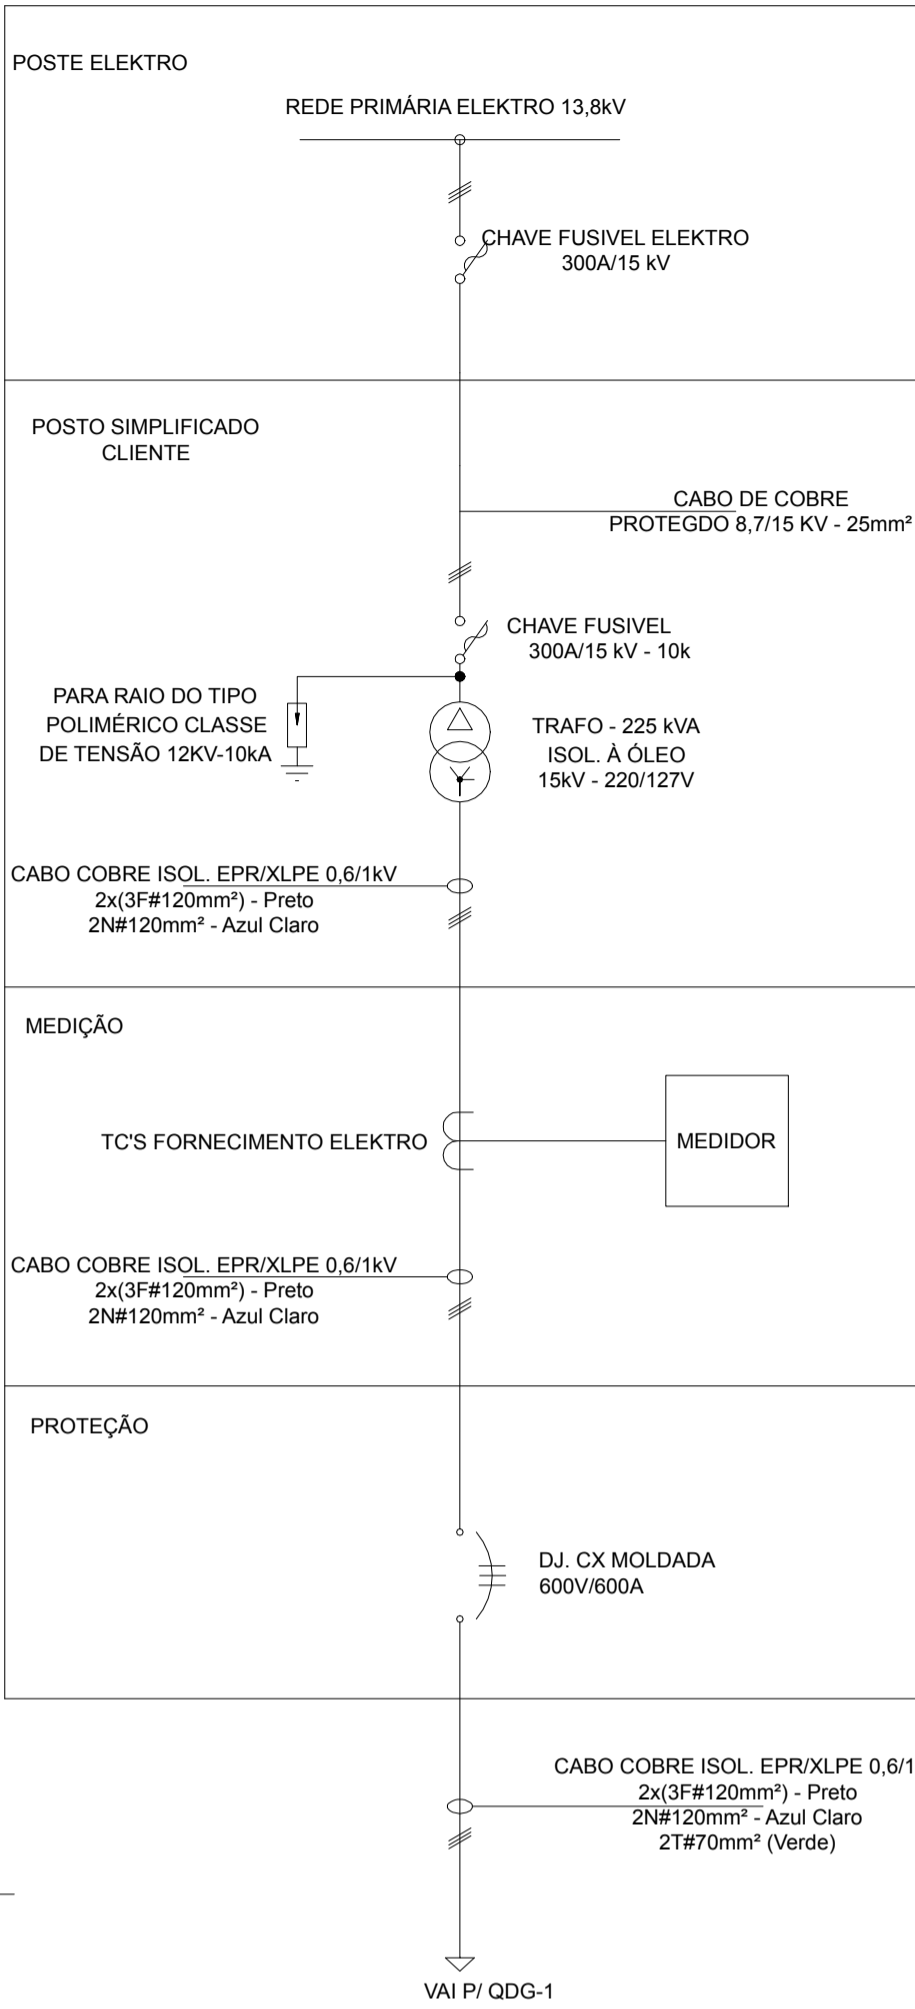 POSTE ELEKTRO
REDE PRIMÁRIA ELEKTRO 13,8kV
CHAVE FUSIVEL ELEKTRO
300A/15 kV
POSTO SIMPLIFICADO
CLIENTE
CABO DE COBRE
PROTEGDO 8,7/15 KV - 25mm²
CHAVE FUSIVEL
300A/15 kV - 10k
PARA RAIO DO TIPO
POLIMÉRICO CLASSE
DE TENSÃO 12KV-10kA
TRAFO - 225 kVA
ISOL. À ÓLEO
15kV - 220/127V
CABO COBRE ISOL. EPR/XLPE 0,6/1kV
2x(3F#120mm²) - Preto
2N#120mm² - Azul Claro
MEDIÇÃO
TC'S FORNECIMENTO ELEKTRO
MEDIDOR
CABO COBRE ISOL. EPR/XLPE 0,6/1kV
2x(3F#120mm²) - Preto
2N#120mm² - Azul Claro
PROTEÇÃO
DJ. CX MOLDADA
600V/600A
CABO COBRE ISOL. EPR/XLPE 0,6/1
2x(3F#120mm²) - Preto
2N#120mm² - Azul Claro
2T#70mm² (Verde)
VAI P/ QDG-1